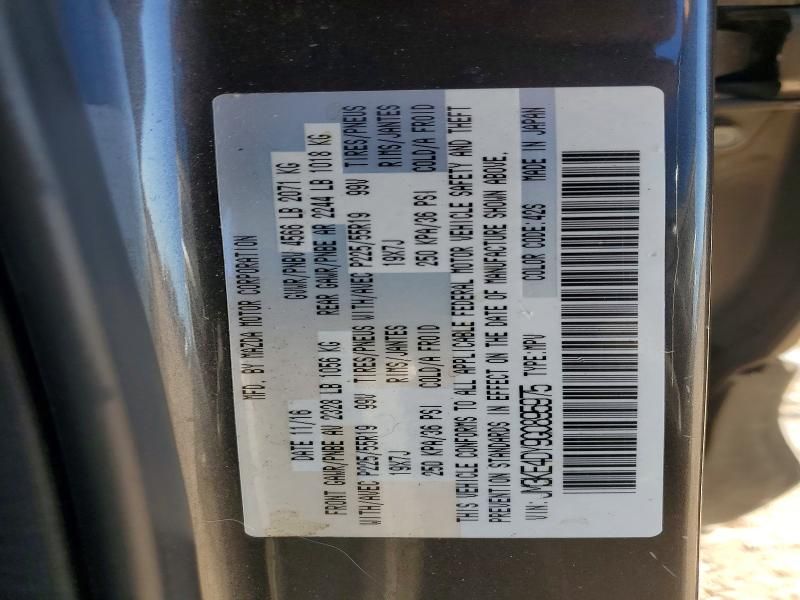 MFD. BY MAZDA MOTOR CORPORATION
DATE 11/16 GVWR/PNBV 4566 LB 2071 KG
FRONT GAWR/PNBE AV 2328 LB 1056 KG REAR GAWR/PNBE AR 2244 LB 1018 KG
WITH/AVEC P225/55R19 99V TIRES/PNEUS WITH/AVEC P225/55R19 99V TIRES/PNEUS
19X7J RIMS/JANTES 19X7J RIMS/JANTES
250 KPA/36 PSI COLD/A FROID 250 KPA/36 PSI COLD/A FROID
THIS VEHICLE CONFORMS TO ALL APPLICABLE FEDERAL MOTOR VEHICLE SAFETY AND THEFT
PREVENTION STANDARDS IN EFFECT ON THE DATE OF MANUFACTURE SHOWN ABOVE.
VIN: JM3KE4DY9G0895975 TYPE:MPV COLOR CODE:42S MADE IN JAPAN